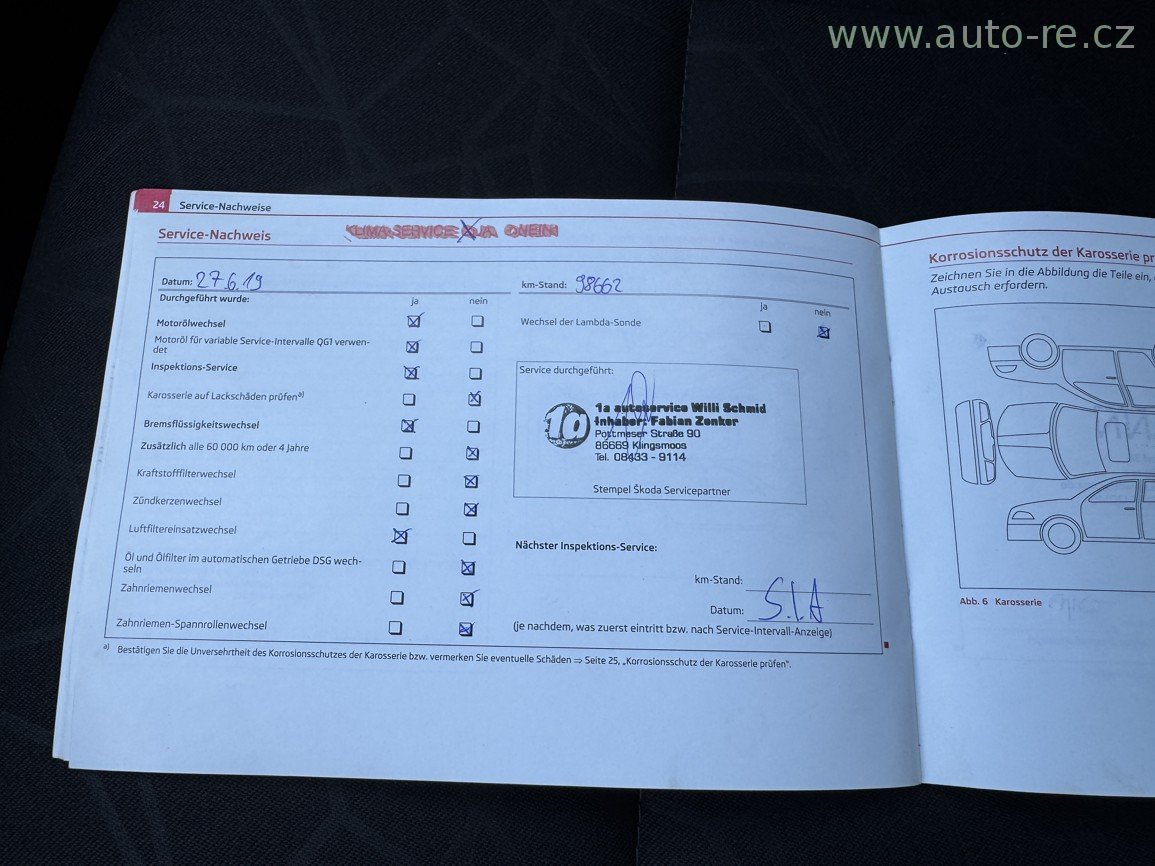 www.auto-re.cz
24 Service-Nachweise
Service-Nachweis
KLIMA-SERVICE JA NEIN
Datum: 27.6.19
km-Stand: 98662
Durchgeführt wurde: ja nein
ja nein
Motorölwechsel
Wechsel der Lambda-Sonde
Motoröl für variable Service-Intervalle QG1 verwen-
det
Inspektions-Service
Karosserie auf Lackschäden prüfen a)
Bremsflüssigkeitswechsel
Zusätzlich alle 60 000 km oder 4 Jahre
Kraftstofffilterwechsel
Zündkerzenwechsel
Luftfiltereinsatzwechsel
Öl und Ölfilter im automatischen Getriebe DSG wech-
seln
Zahnriemenwechsel
Zahnriemen-Spannrollenwechsel
Service durchgeführt:
1a autoservice Willi Schmid
Inhaber: Fabian Zenker
Pottmeser Straße 90
86669 Klingsmoos
Tel. 08433 - 9114
Stempel Škoda Servicepartner
Nächster Inspektions-Service:
km-Stand:
Datum: S.I.A
(je nachdem, was zuerst eintritt bzw. nach Service-Intervall-Anzeige)
a) Bestätigen Sie die Unversehrtheit des Korrosionsschutzes der Karosserie bzw. vermerken Sie eventuelle Schäden ⇒ Seite 25, „Korrosionsschutz der Karosserie prüfen“.
Korrosionsschutz der Karosserie pr
Zeichnen Sie in die Abbildung die Teile ein,
Austausch erfordern.
Abb. 6 Karosserie